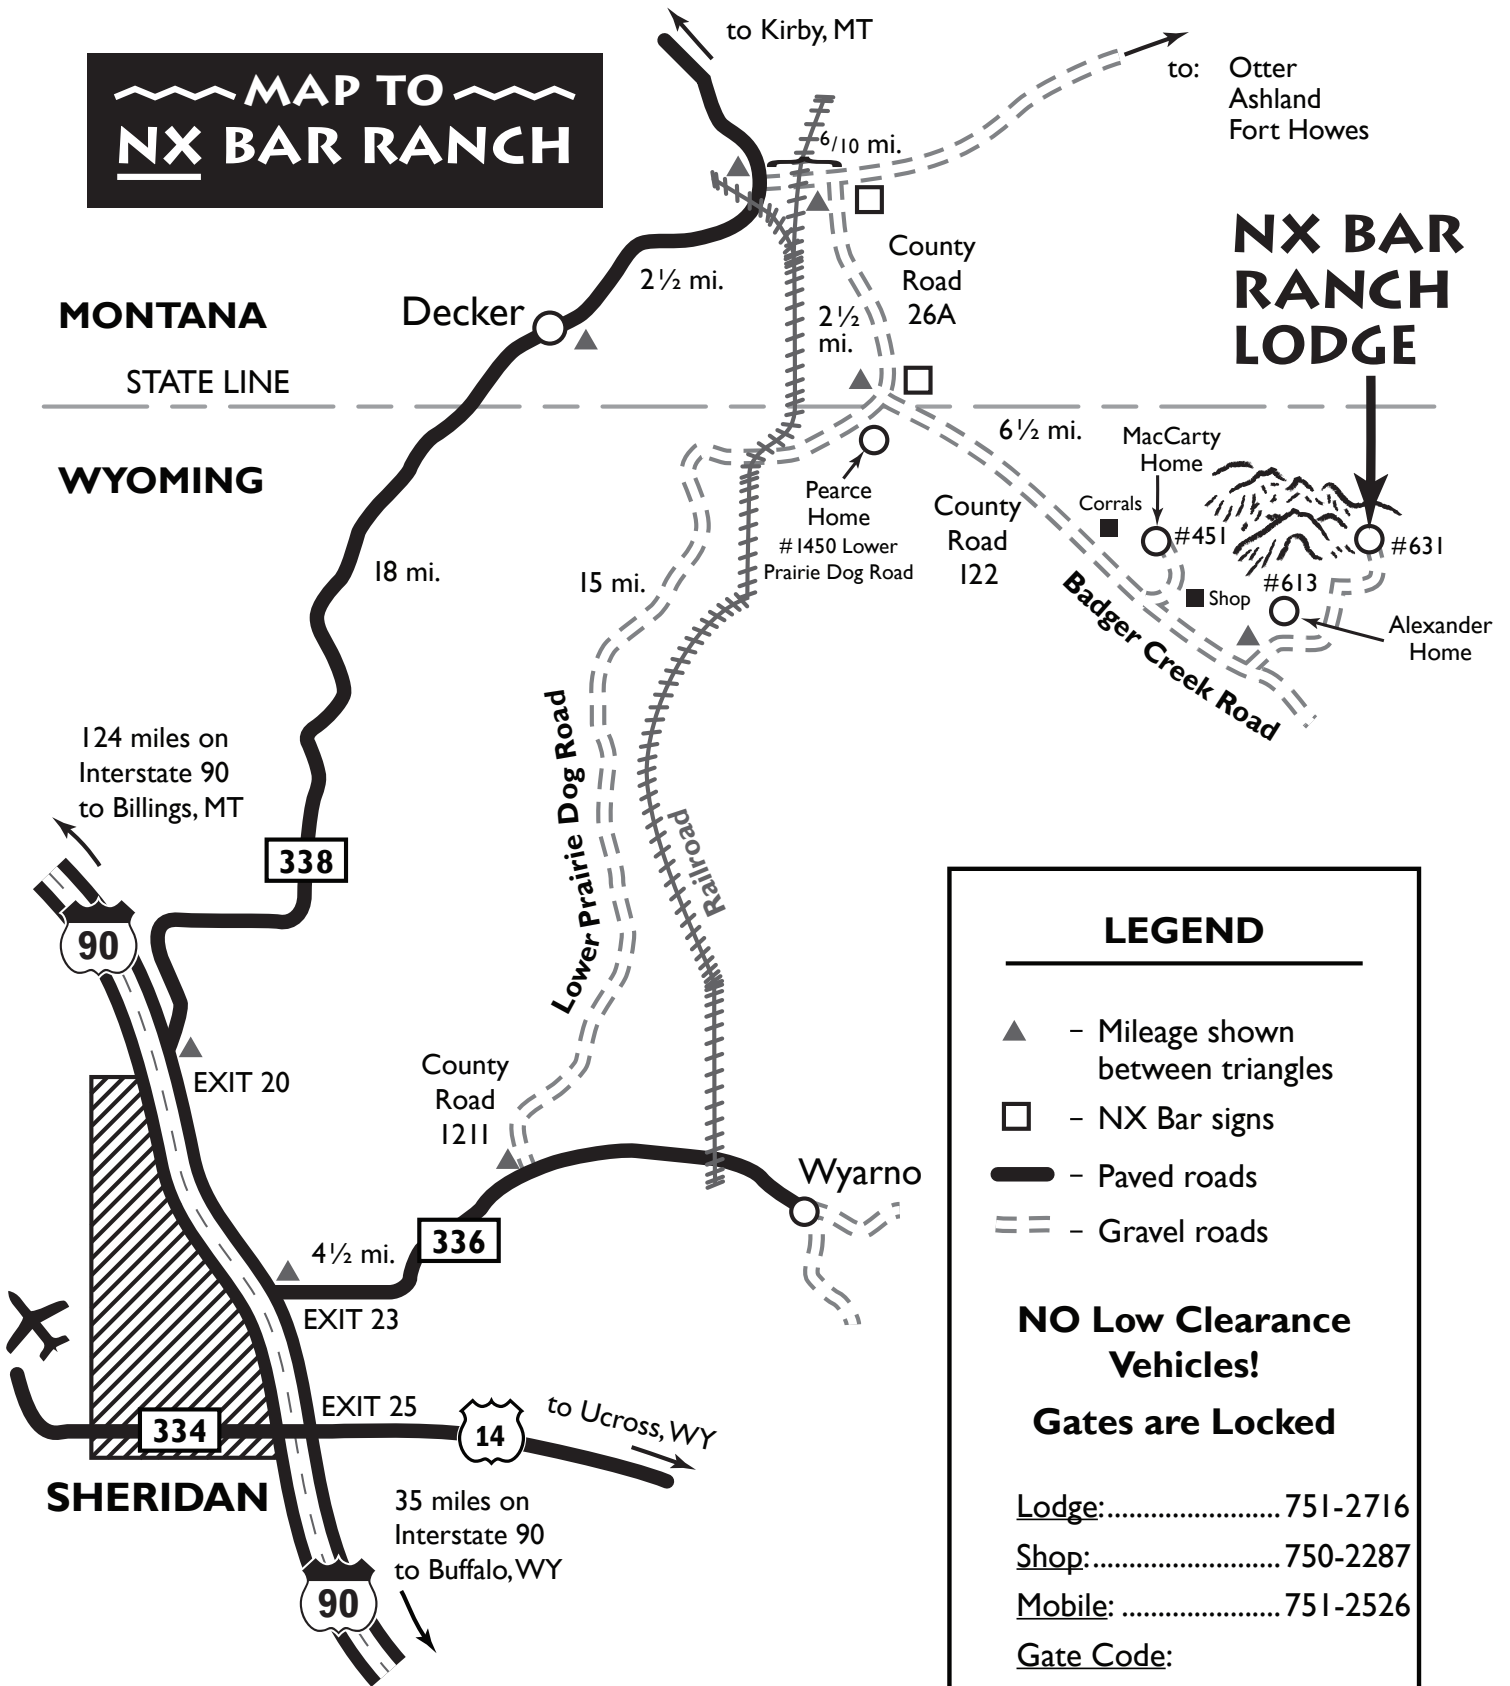 to Kirby, MT
MAP TO
NX BAR RANCH
to: Otter
Ashland
Fort Howes
6/10 mi.
NX BAR
RANCH
LODGE
County
Road
26A
2½ mi.
2½
mi.
Decker
MONTANA
STATE LINE
WYOMING
6½ mi.
MacCarty
Home
Pearce
Home
#1450 Lower
Prairie Dog Road
County
Road
122
Corrals
#451
#631
#613
Shop
Alexander
Home
Badger Creek Road
18 mi.
15 mi.
Lower Prairie Dog Road
Railroad
124 miles on
Interstate 90
to Billings, MT
338
90
EXIT 20
County
Road
1211
Wyarno
336
4½ mi.
EXIT 23
EXIT 25
334
14
to Ucross, WY
SHERIDAN
35 miles on
Interstate 90
to Buffalo, WY
90
LEGEND
– Mileage shown
between triangles
– NX Bar signs
– Paved roads
– Gravel roads
NO Low Clearance
Vehicles!
Gates are Locked
Lodge:....................... 751-2716
Shop:......................... 750-2287
Mobile: ..................... 751-2526
Gate Code: